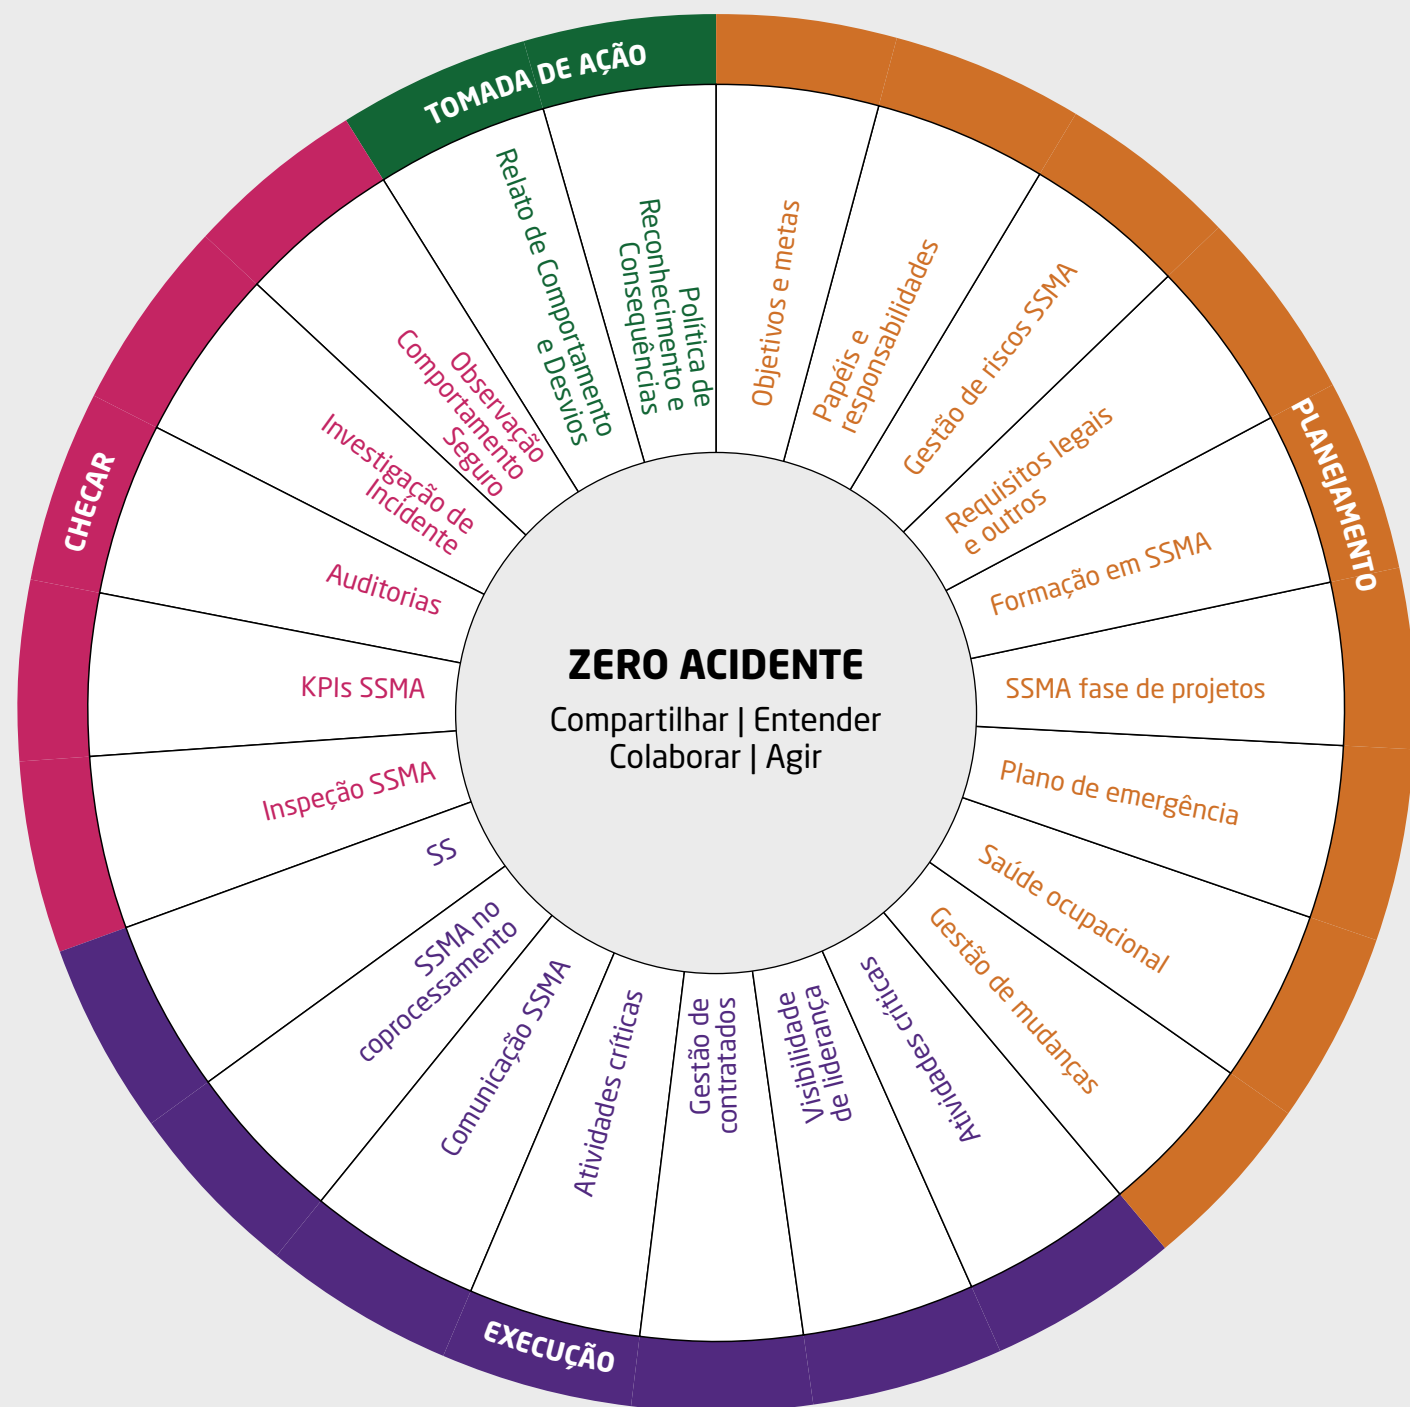 TOMADA DE AÇÃO
PLANEJAMENTO
EXECUÇÃO
CHECAR
ZERO ACIDENTE
Compartilhar | Entender
Colaborar | Agir
Objetivos e metas
Papéis e
responsabilidades
Gestão de riscos SSMA
Requisitos legais
e outros
Formação em SSMA
SSMA fase de projetos
Plano de emergência
Saúde ocupacional
Gestão de mudanças
Atividades críticas
Visibilidade
de liderança
Gestão de
contratados
Atividades críticas
Comunicação SSMA
SSMA no
coprocessamento
SS
Inspeção SSMA
KPIs SSMA
Auditorias
Investigação de
Incidente
Observação
Comportamento
Seguro
Relato de Comportamento
e Desvios
Política de
Reconhecimento e
Consequências